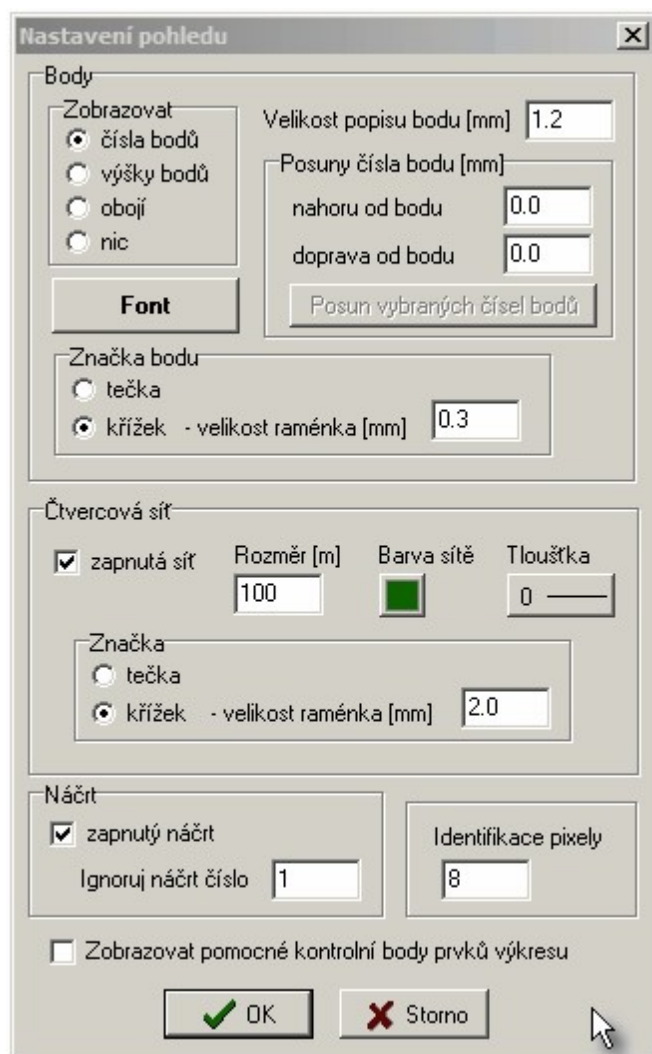 Nastavení pohledu
Body
Zobrazovat
čísla bodů
výšky bodů
obojí
nic
Font
Velikost popisu bodu [mm] 1.2
Posuny čísla bodu [mm]
nahoru od bodu 0.0
doprava od bodu 0.0
Posun vybraných čísel bodů
Značka bodu
tečka
křížek - velikost raménka [mm] 0.3
Čtvercová síť
zapnutá síť
Rozměr [m]
100
Barva sítě
Tloušťka
0
Značka
tečka
křížek - velikost raménka [mm] 2.0
Náčrt
zapnutý náčrt
Ignoruj náčrt číslo 1
Identifikace pixely
8
Zobrazovat pomocné kontrolní body prvků výkresu
OK
Storno